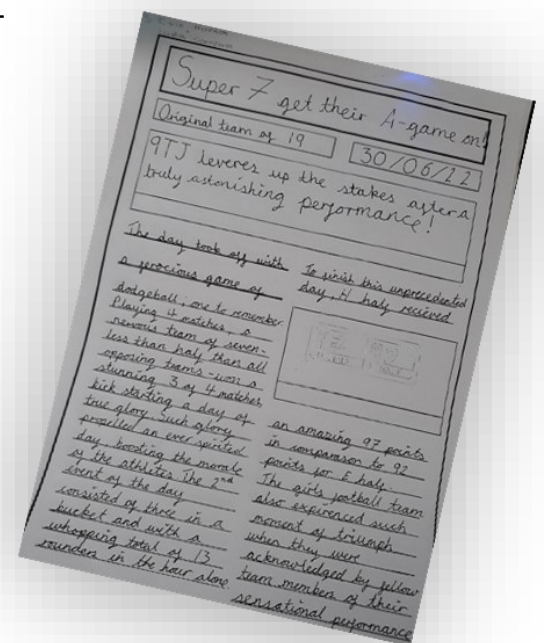 Super 7 get their A-game on!
Original team of 19
30/06/22
9TJ leveres up the stakes after a
truly astonishing performance!
The day took off with
a ferocious game of
dodgeball; one to remember.
Playing 4 matches, a
nervous team of seven-
less than half than all
opposing teams - won a
stunning 3 of 4 matches,
kick starting a day of
true glory. Such glory
propelled an ever spirited
day, boosting the morale
of the athletes. The 2nd
event of the day
consisted of three in a
bucket and with a
whopping total of 13
rounders in the hour alone.
To finish this unprecedented
day, H half recieved
an amazing 97 points
in comparason to 92
points for E half.
The girls football team
also experienced such
moment of triumph
when they were
acknowledged by fellow
team members of their
sensational performance